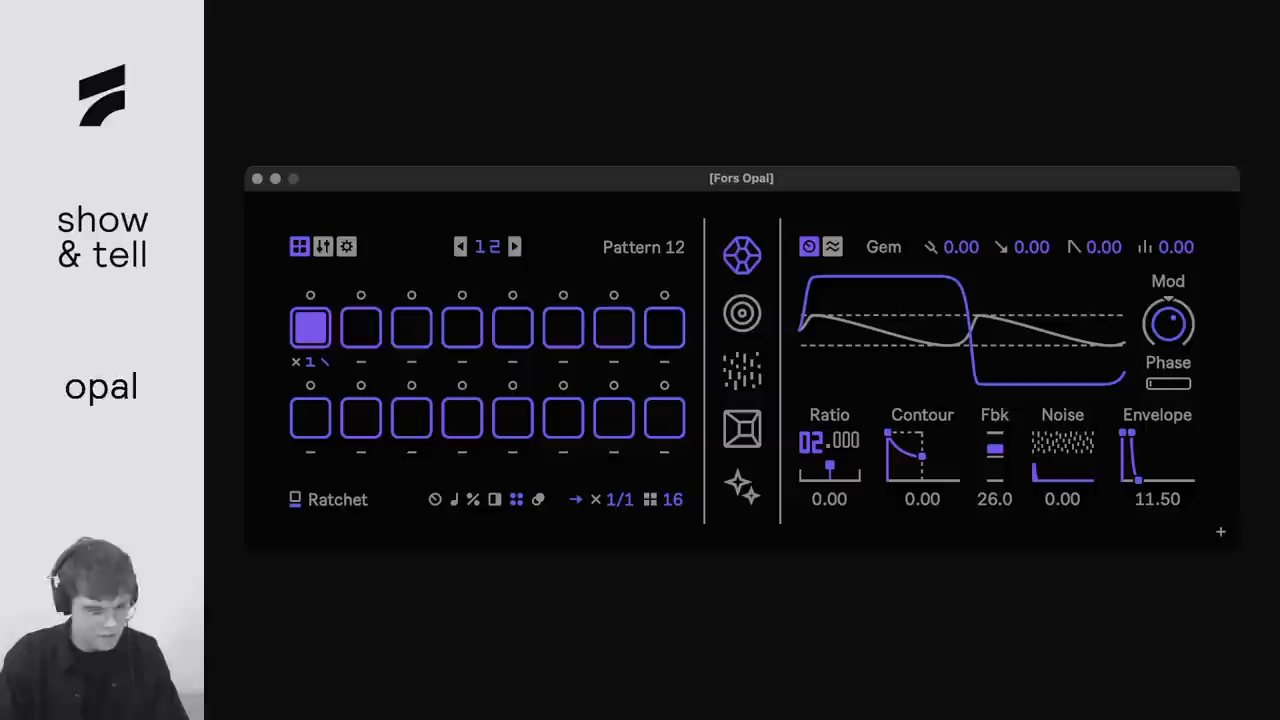 show
& tell
opal
[Fors Opal]
12
Pattern 12
× 1
Ratchet
% → × 1/1 16
Gem 0.00 0.00 0.00 0.00
Mod
Phase
Ratio Contour Fbk Noise Envelope
02.000
0.00 0.00 26.0 0.00 11.50
+